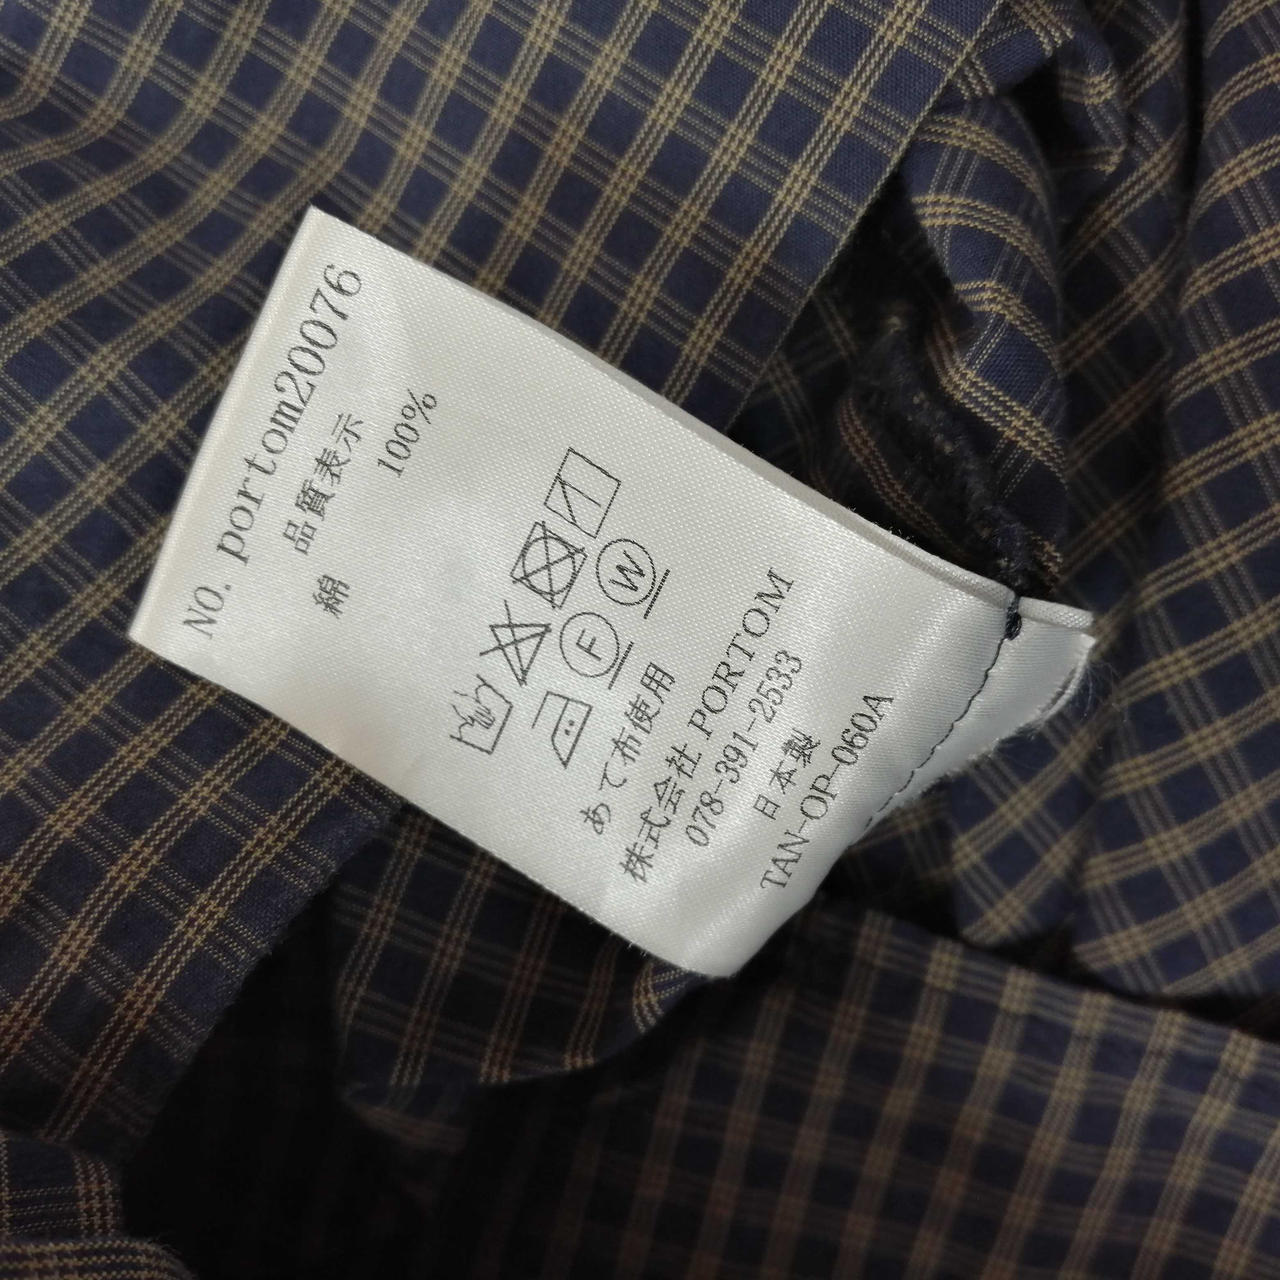 NO. portom20076
品質表示
綿 100%
W
F
あて布使用
株式会社 PORTOM
078-391-2533
日本製
TAN-OP-060A